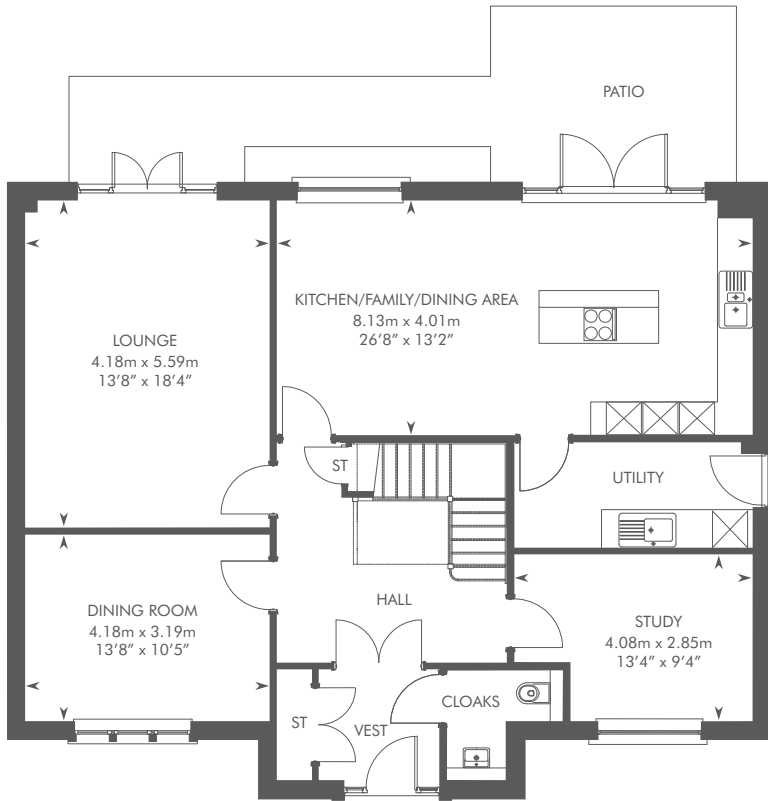 PATIO
KITCHEN/FAMILY/DINING AREA
8.13m x 4.01m
26’8” x 13’2”
LOUNGE
4.18m x 5.59m
13’8” x 18’4”
ST
UTILITY
HALL
DINING ROOM
4.18m x 3.19m
13’8” x 10’5”
STUDY
4.08m x 2.85m
13’4” x 9’4”
CLOAKS
ST
VEST